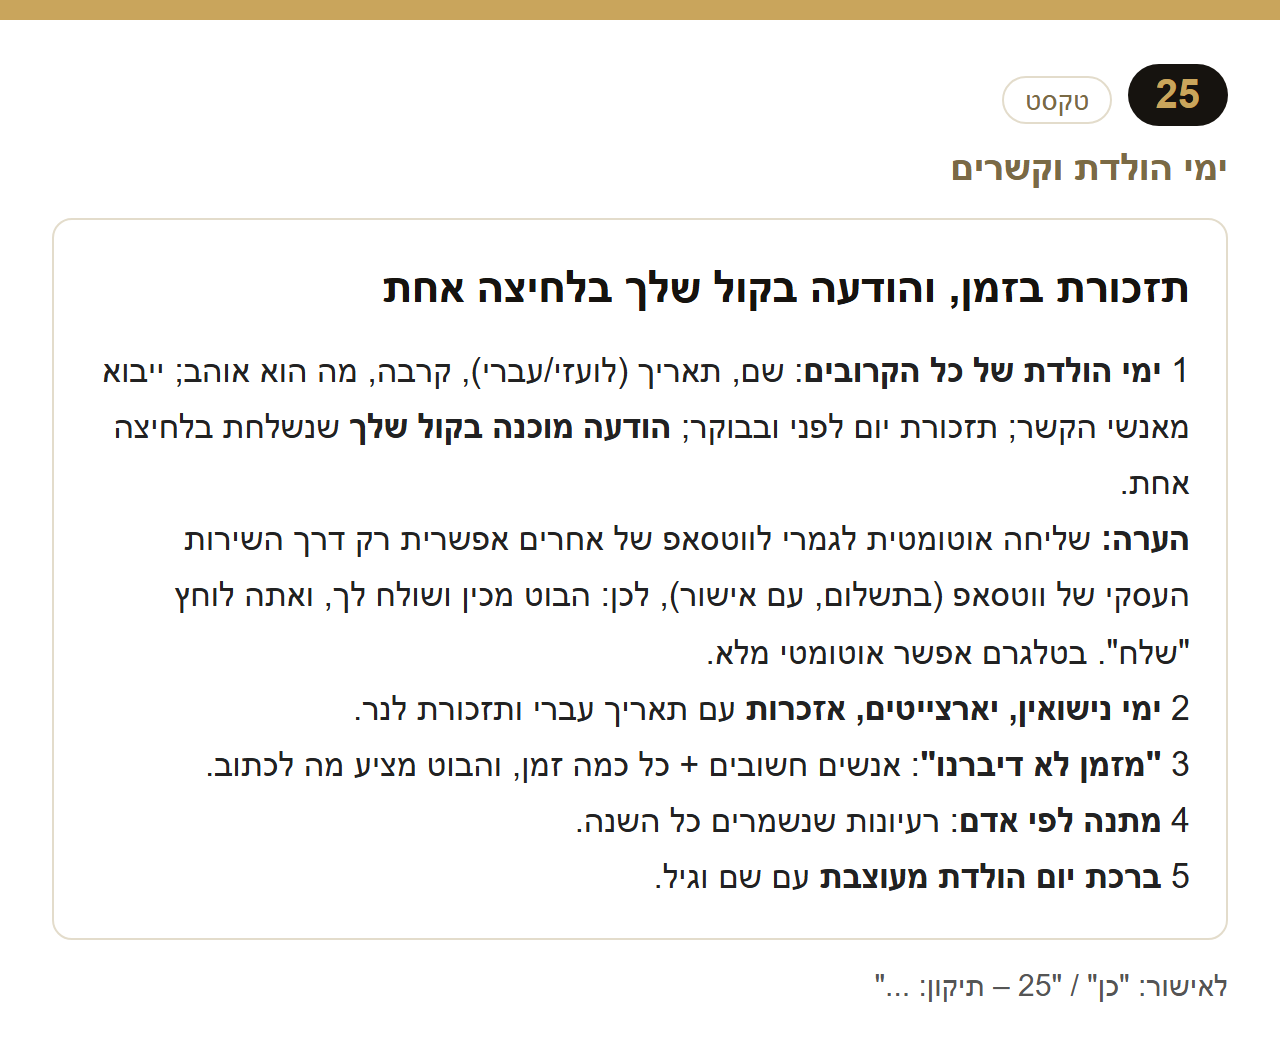 25
טקסט
ימי הולדת וקשרים
תזכורת בזמן, והודעה בקול שלך בלחיצה אחת
1 ימי הולדת של כל הקרובים: שם, תאריך (לועזי/עברי), קרבה, מה הוא אוהב; ייבוא
מאנשי הקשר; תזכורת יום לפני ובבוקר; הודעה מוכנה בקול שלך שנשלחת בלחיצה
אחת.
הערה: שליחה אוטומטית לגמרי לווטסאפ של אחרים אפשרית רק דרך השירות
העסקי של ווטסאפ (בתשלום, עם אישור), לכן: הבוט מכין ושולח לך, ואתה לוחץ
"שלח". בטלגרם אפשר אוטומטי מלא.
2 ימי נישואין, יארצייטים, אזכרות עם תאריך עברי ותזכורת לנר.
3 "מזמן לא דיברנו": אנשים חשובים + כל כמה זמן, והבוט מציע מה לכתוב.
4 מתנה לפי אדם: רעיונות שנשמרים כל השנה.
5 ברכת יום הולדת מעוצבת עם שם וגיל.
לאישור: "כן" / "25 – תיקון: ..."